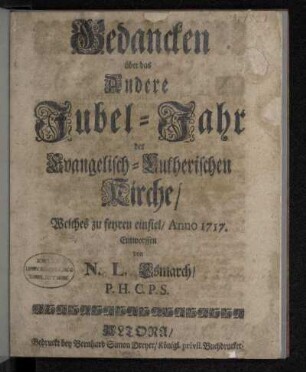 Gedancken
über das
Andere
Jubel-Jahr
der
Evangelisch-Lutherischen
Kirche/
Welches zu feyren einfiel/ Anno 1717.
Entworffen
von
N. L. Esmarch/
P. H. C. P. S.
ALTONA/
Gedruckt bey Bernhard Simon Dreyer/ Königl. privil. Buchdrucker.